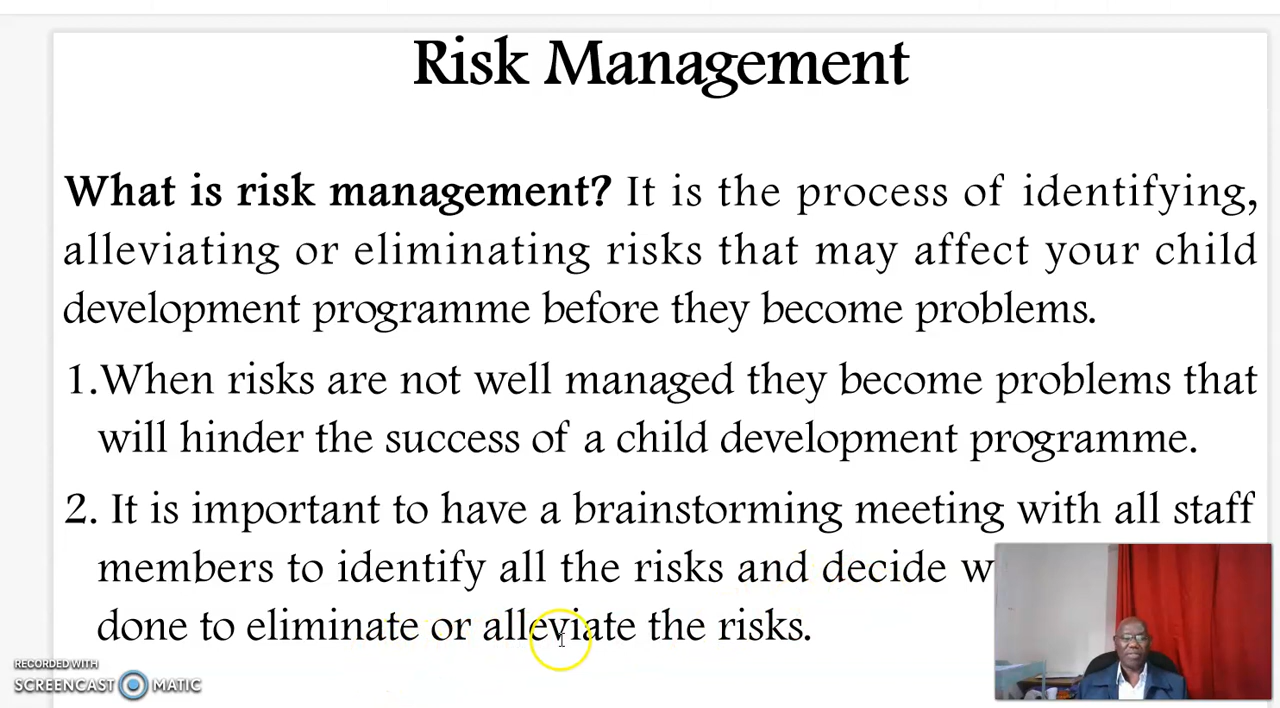 Risk Management
What is risk management? It is the process of identifying,
alleviating or eliminating risks that may affect your child
development programme before they become problems.
1.When risks are not well managed they become problems that
will hinder the success of a child development programme.
2. It is important to have a brainstorming meeting with all staff
members to identify all the risks and decide w
done to eliminate or alleviate the risks.
RECORDED WITH
SCREENCAST MATIC